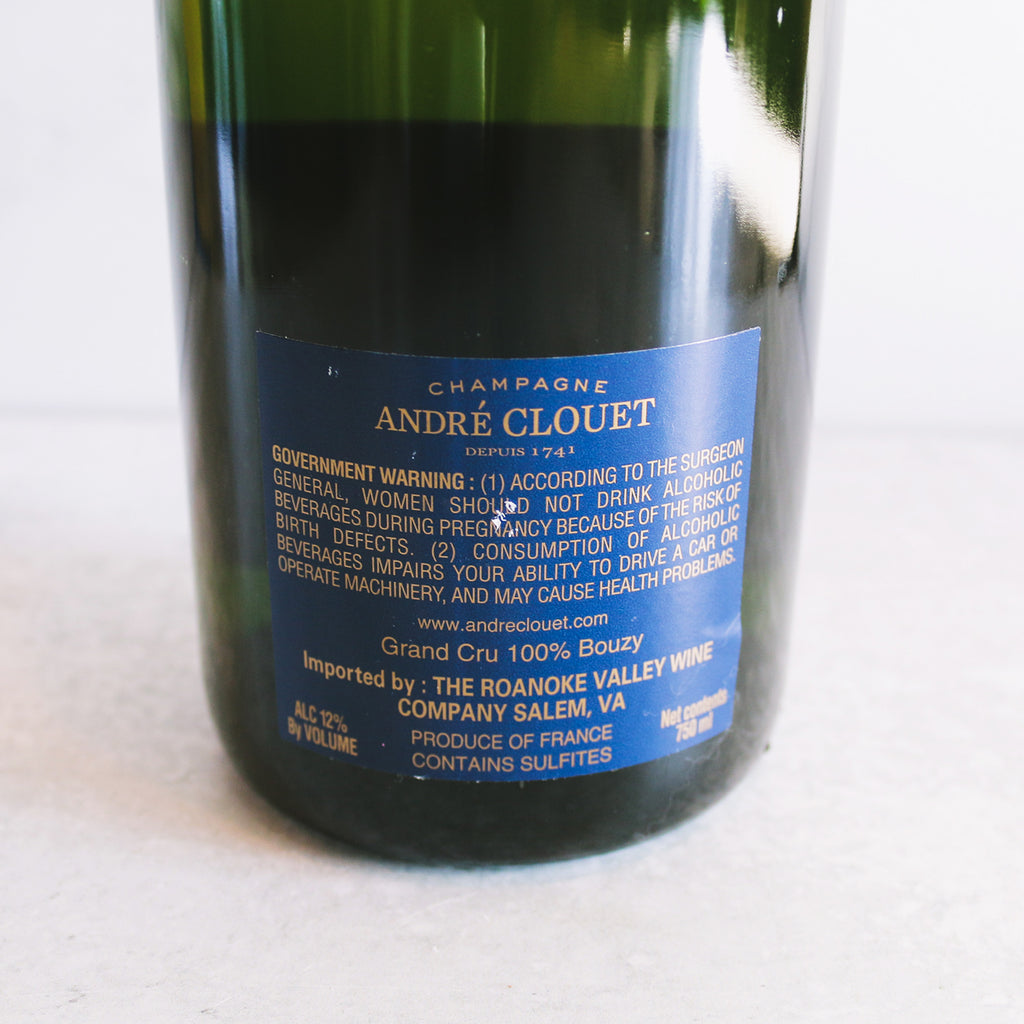 CHAMPAGNE
ANDRÉ CLOUET
DEPUIS 1741
GOVERNMENT WARNING : (1) ACCORDING TO THE SURGEON
GENERAL, WOMEN SHOULD NOT DRINK ALCOHOLIC
BEVERAGES DURING PREGNANCY BECAUSE OF THE RISK OF
BIRTH DEFECTS. (2) CONSUMPTION OF ALCOHOLIC
BEVERAGES IMPAIRS YOUR ABILITY TO DRIVE A CAR OR
OPERATE MACHINERY, AND MAY CAUSE HEALTH PROBLEMS.
www.andreclouet.com
Grand Cru 100% Bouzy
Imported by : THE ROANOKE VALLEY WINE
COMPANY SALEM, VA
ALC 12%
By VOLUME
PRODUCE OF FRANCE
CONTAINS SULFITES
Net contents
750 ml